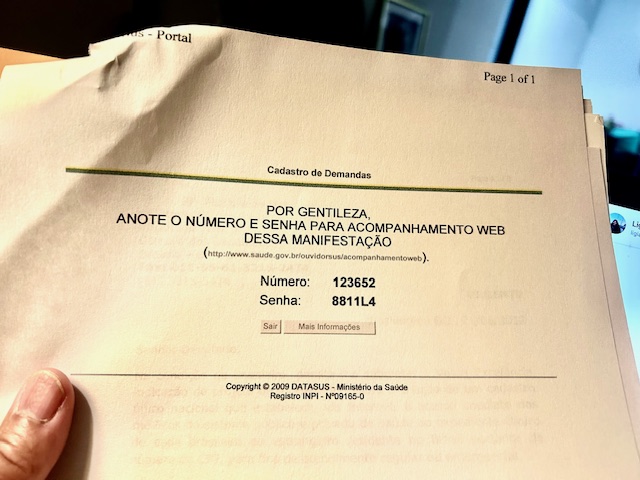 - Portal
Page 1 of 1
Cadastro de Demandas
POR GENTILEZA,
ANOTE O NÚMERO E SENHA PARA ACOMPANHAMENTO WEB
DESSA MANIFESTAÇÃO
(http://www.saude.gov.br/ouvidorsus/acompanhamentoweb).
Número: 123652
Senha: 8811L4
Sair Mais Informações
Copyright © 2009 DATASUS - Ministério da Saúde
Registro INPI - Nº09165-0